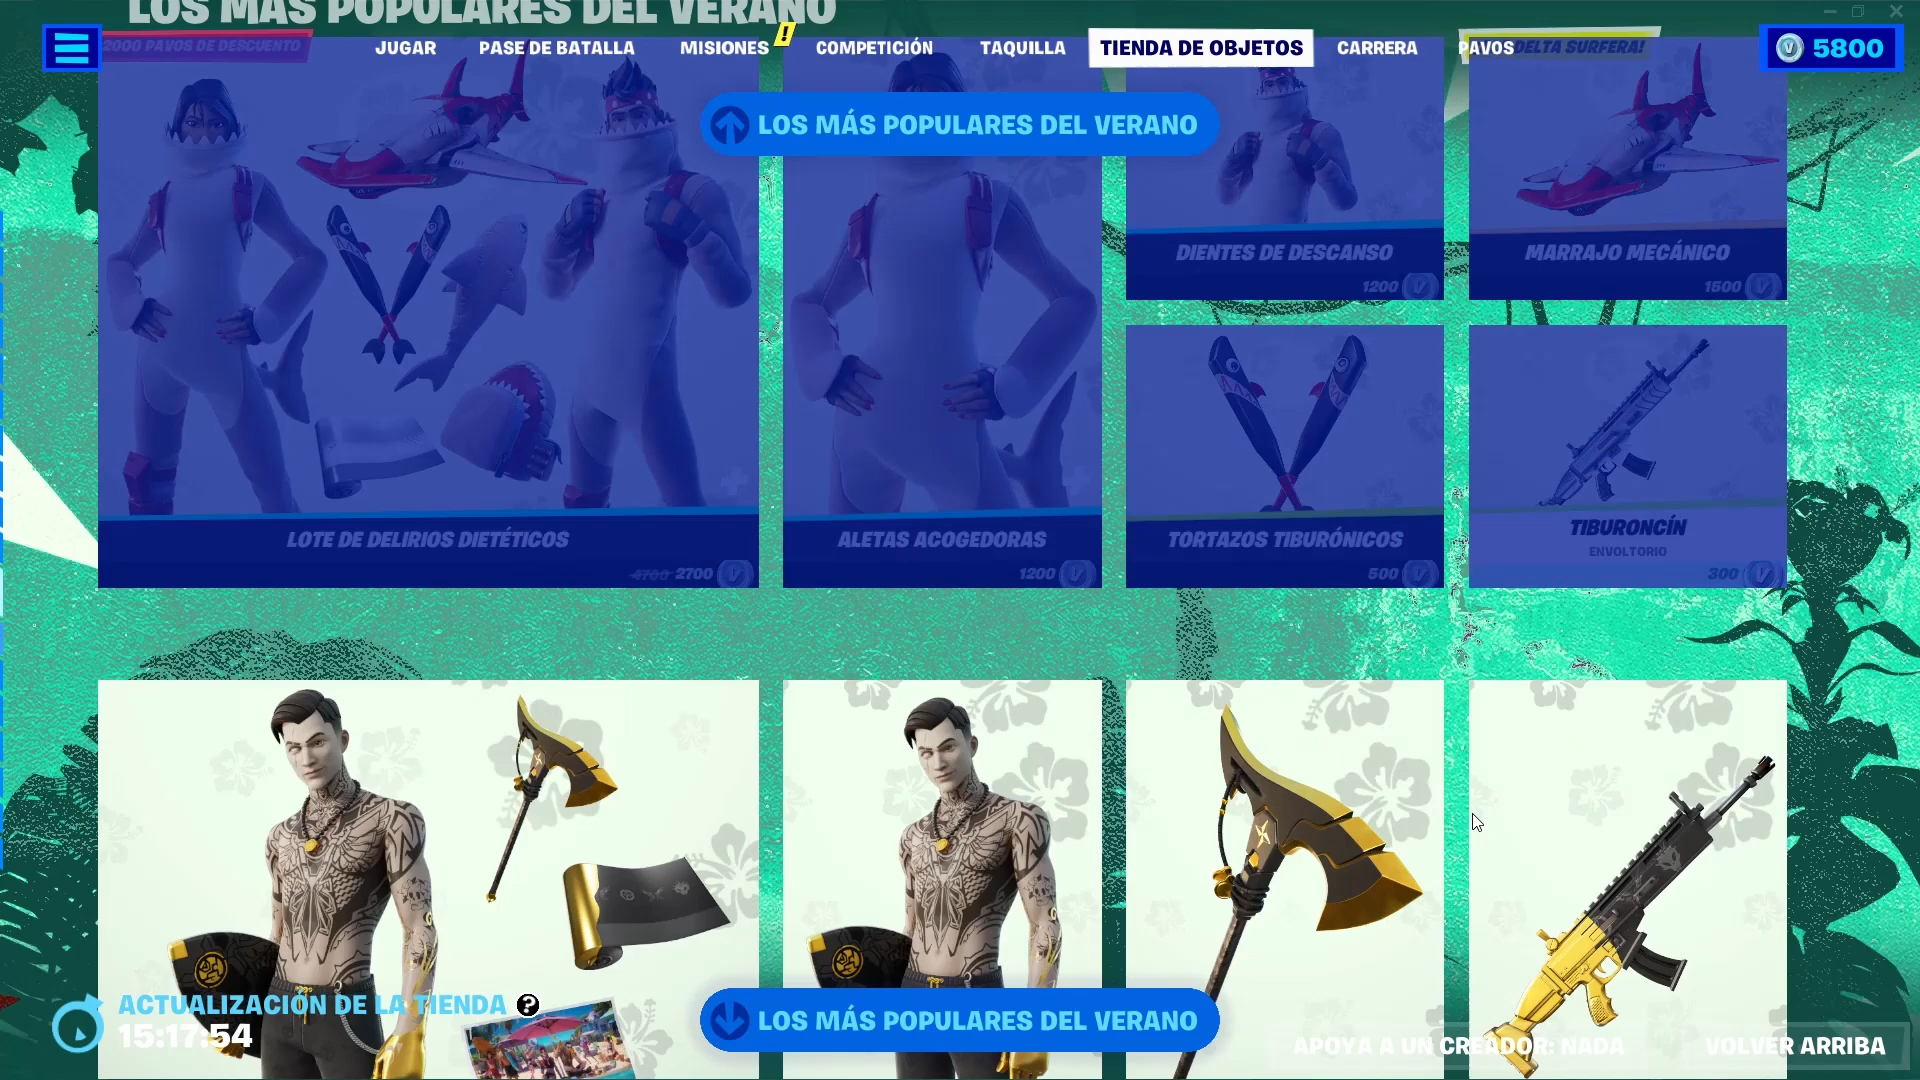 LOS MÁS POPULARES DEL VERANO
2000 PAVOS DE DESCUENTO
JUGAR
PASE DE BATALLA
MISIONES
!
COMPETICIÓN
TAQUILLA
TIENDA DE OBJETOS
CARRERA
PAVOS
DELTA SURFERA!
5800
LOS MÁS POPULARES DEL VERANO
DIENTES DE DESCANSO
1200
MARRAJO MECÁNICO
1500
LOTE DE DELIRIOS DIETÉTICOS
4700 2700
ALETAS ACOGEDORAS
1200
TORTAZOS TIBURÓNICOS
500
TIBURONCÍN
ENVOLTORIO
300
ACTUALIZACIÓN DE LA TIENDA ?
15:17:54
LOS MÁS POPULARES DEL VERANO
APOYA A UN CREADOR: NADA
VOLVER ARRIBA